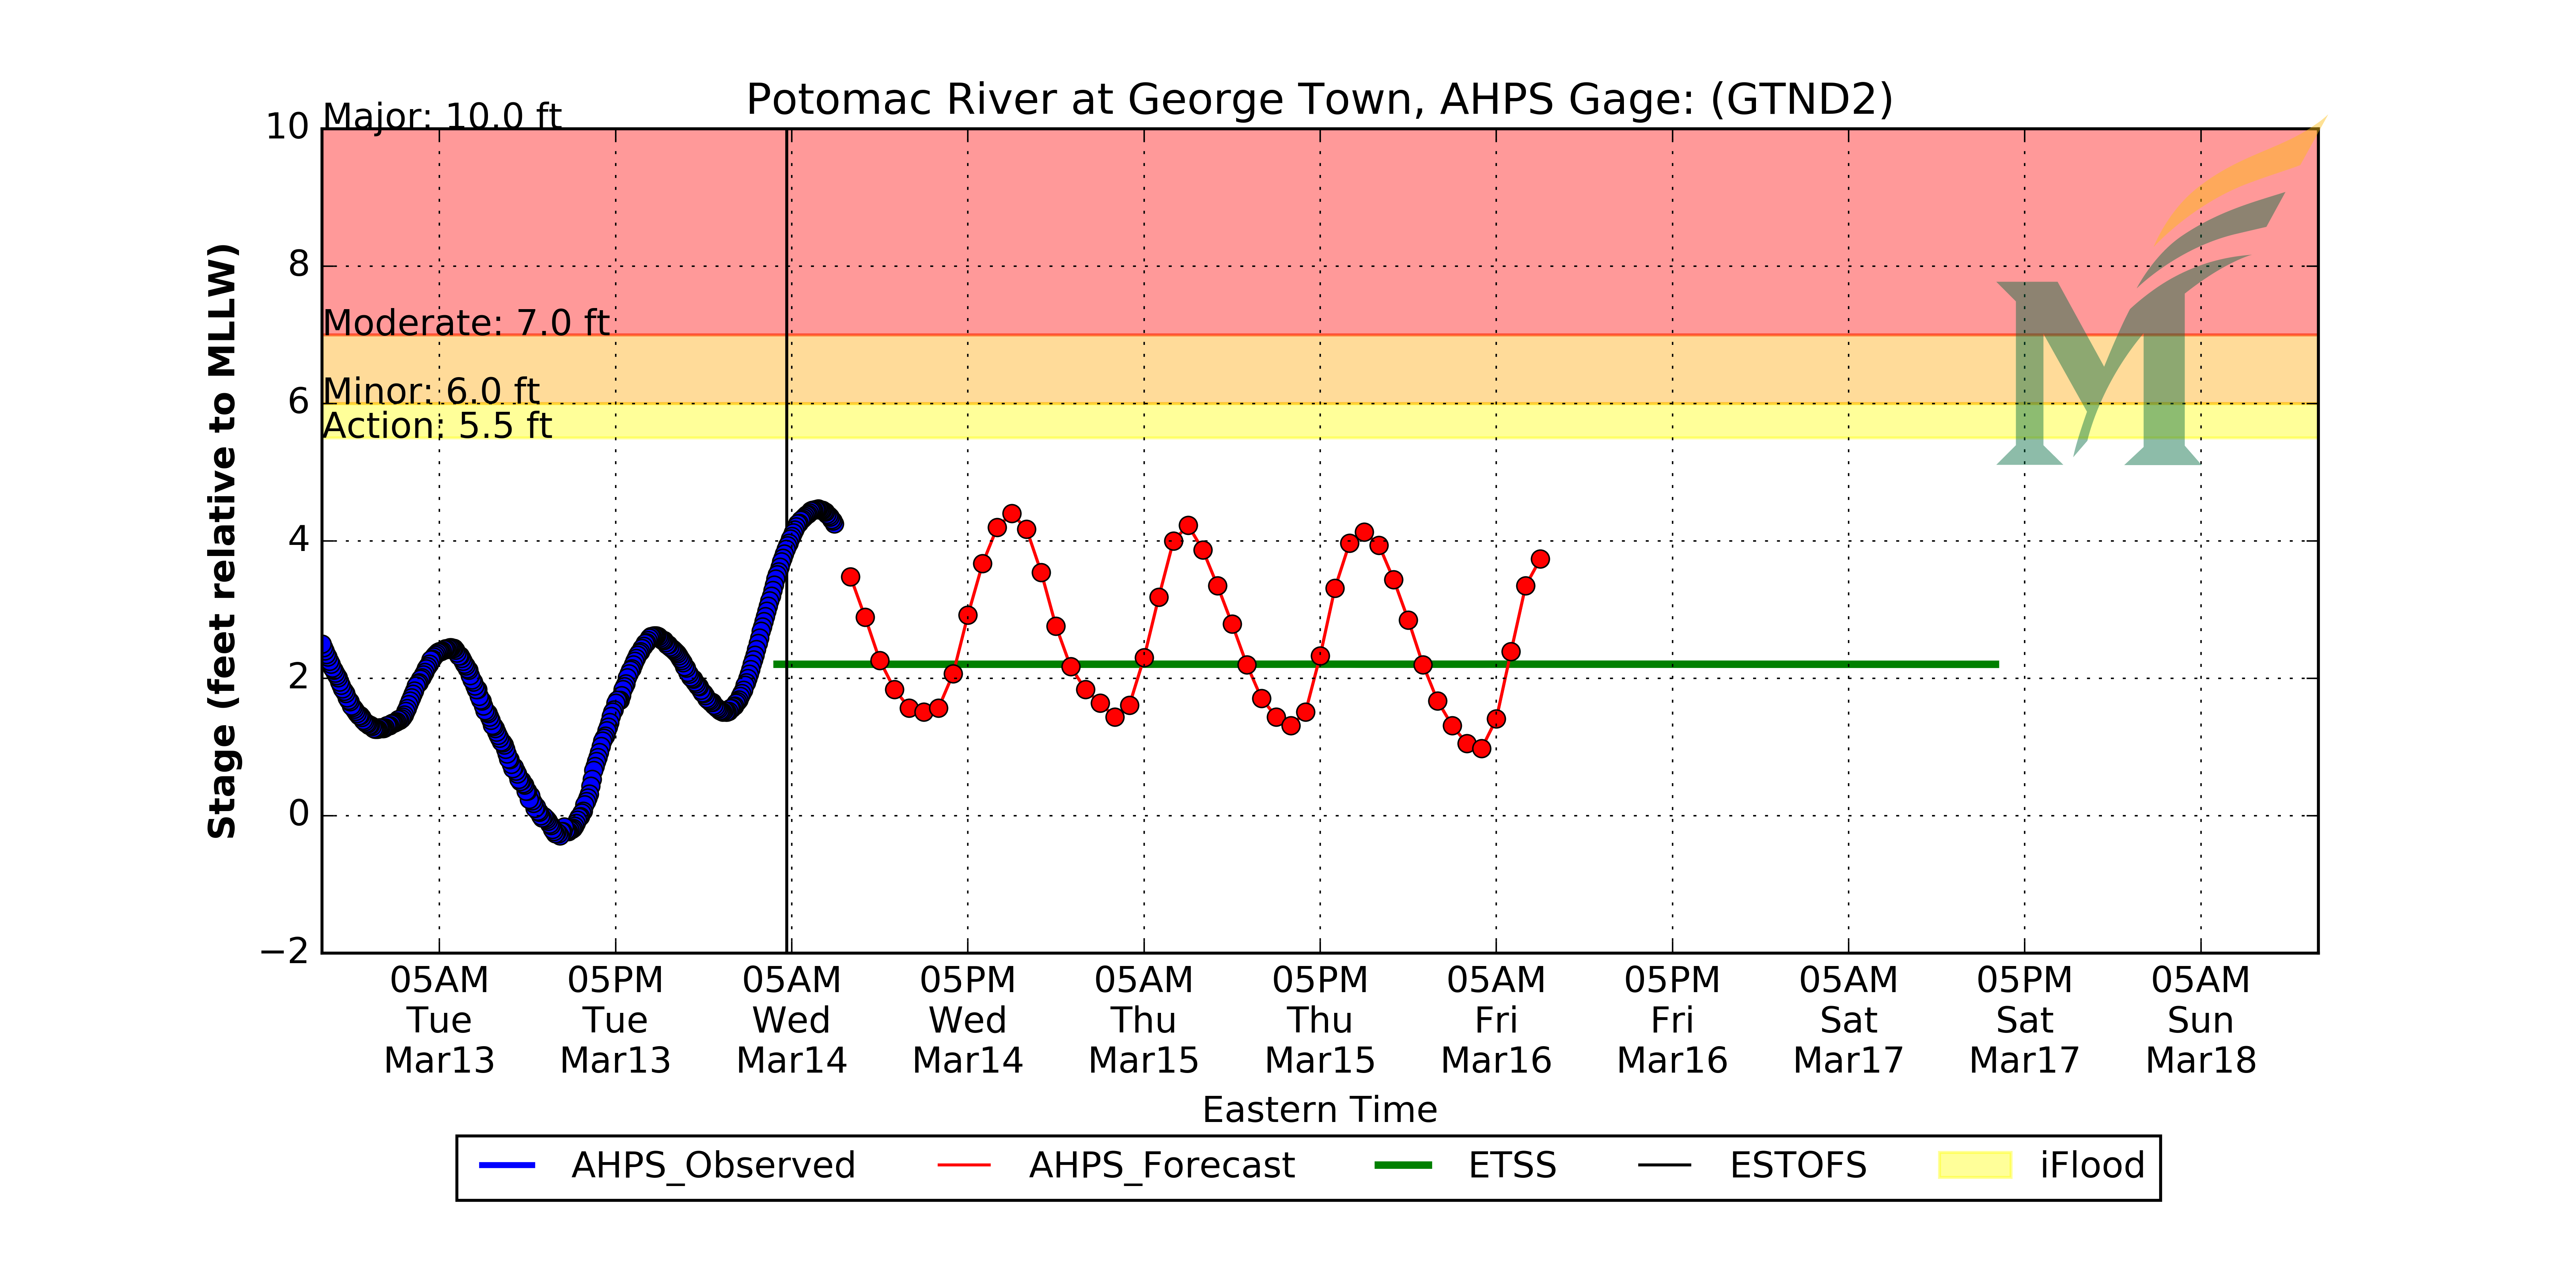 Potomac River at George Town, AHPS Gage: (GTND2)
Major: 10.0 ft
10
8
Moderate: 7.0 ft
Minor: 6.0 ft
6
Action: 5.5 ft
4
2
0
−2
Stage (feet relative to MLLW)
05AM 05PM 05AM 05PM 05AM 05PM 05AM 05PM 05AM 05PM 05AM
Tue Tue Wed Wed Thu Thu Fri Fri Sat Sat Sun
Mar13 Mar13 Mar14 Mar14 Mar15 Mar15 Mar16 Mar16 Mar17 Mar17 Mar18
Eastern Time
AHPS_Observed AHPS_Forecast ETSS ESTOFS iFlood
M